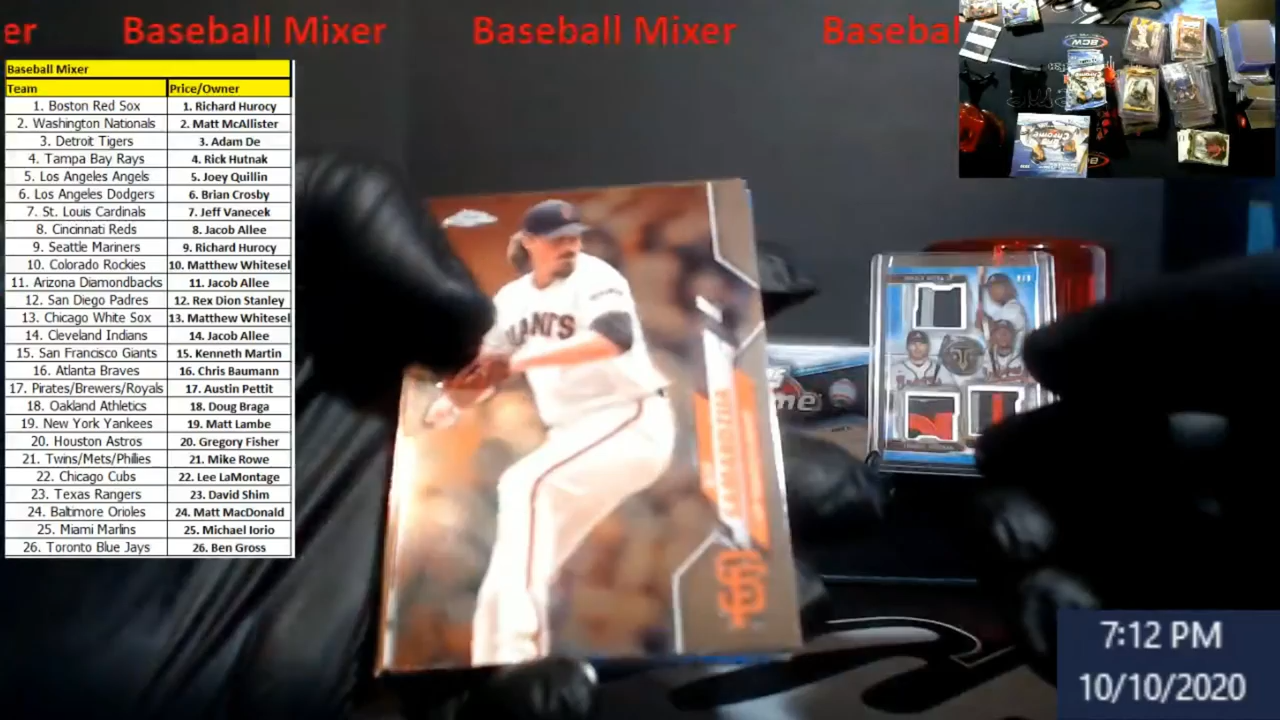 er Baseball Mixer Baseball Mixer Basebal
Baseball Mixer
Team Price/Owner
1. Boston Red Sox 1. Richard Hurocy
2. Washington Nationals 2. Matt McAllister
3. Detroit Tigers 3. Adam De
4. Tampa Bay Rays 4. Rick Hutnak
5. Los Angeles Angels 5. Joey Quillin
6. Los Angeles Dodgers 6. Brian Crosby
7. St. Louis Cardinals 7. Jeff Vanecek
8. Cincinnati Reds 8. Jacob Allee
9. Seattle Mariners 9. Richard Hurocy
10. Colorado Rockies 10. Matthew Whitesel
11. Arizona Diamondbacks 11. Jacob Allee
12. San Diego Padres 12. Rex Dion Stanley
13. Chicago White Sox 13. Matthew Whitesel
14. Cleveland Indians 14. Jacob Allee
15. San Francisco Giants 15. Kenneth Martin
16. Atlanta Braves 16. Chris Baumann
17. Pirates/Brewers/Royals 17. Austin Pettit
18. Oakland Athletics 18. Doug Braga
19. New York Yankees 19. Matt Lambe
20. Houston Astros 20. Gregory Fisher
21. Twins/Mets/Phillies 21. Mike Rowe
22. Chicago Cubs 22. Lee LaMontage
23. Texas Rangers 23. David Shim
24. Baltimore Orioles 24. Matt MacDonald
25. Miami Marlins 25. Michael Iorio
26. Toronto Blue Jays 26. Ben Gross
BCW
Chrome
GIANTS
SF
me
7:12 PM
10/10/2020